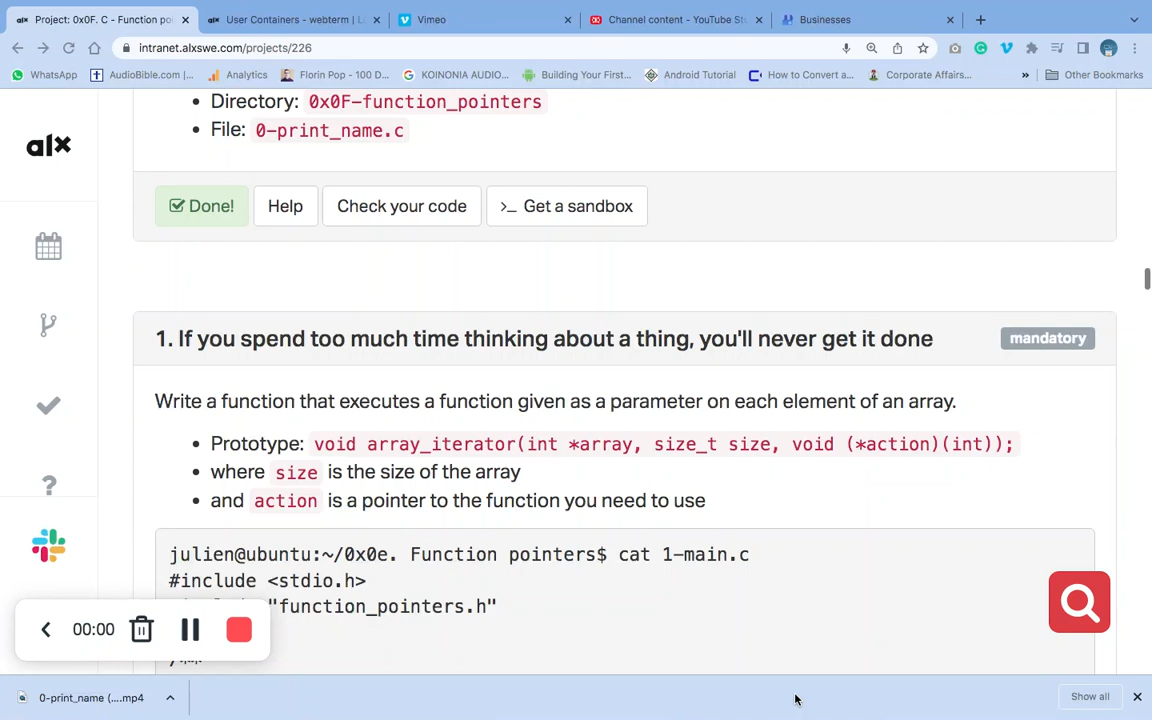 Project: 0x0F. C - Function poi
User Containers - webterm | L
Vimeo
Channel content - YouTube St
Businesses
intranet.alxswe.com/projects/226
WhatsApp
AudioBible.com |...
Analytics
Florin Pop - 100 D...
KOINONIA AUDIO...
Building Your First...
Android Tutorial
How to Convert a...
Corporate Affairs...
»
Other Bookmarks
alx
• Directory: 0x0F-function_pointers
• File: 0-print_name.c
Done!
Help
Check your code
>_ Get a sandbox
1. If you spend too much time thinking about a thing, you'll never get it done
mandatory
Write a function that executes a function given as a parameter on each element of an array.
• Prototype: void array_iterator(int *array, size_t size, void (*action)(int));
• where size is the size of the array
• and action is a pointer to the function you need to use
julien@ubuntu:~/0x0e. Function pointers$ cat 1-main.c
#include <stdio.h>
"function_pointers.h"
/**
00:00
0-print_name (....mp4
Show all